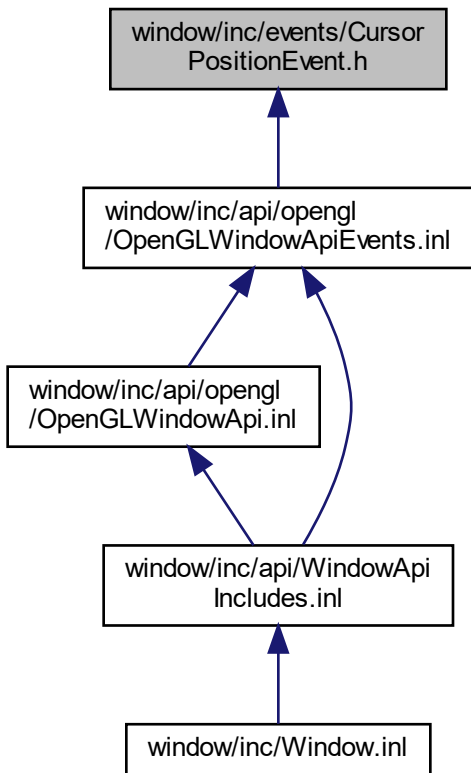 window/inc/events/Cursor
PositionEvent.h
window/inc/api/opengl
/OpenGLWindowApiEvents.inl
window/inc/api/opengl
/OpenGLWindowApi.inl
window/inc/api/WindowApi
Includes.inl
window/inc/Window.inl